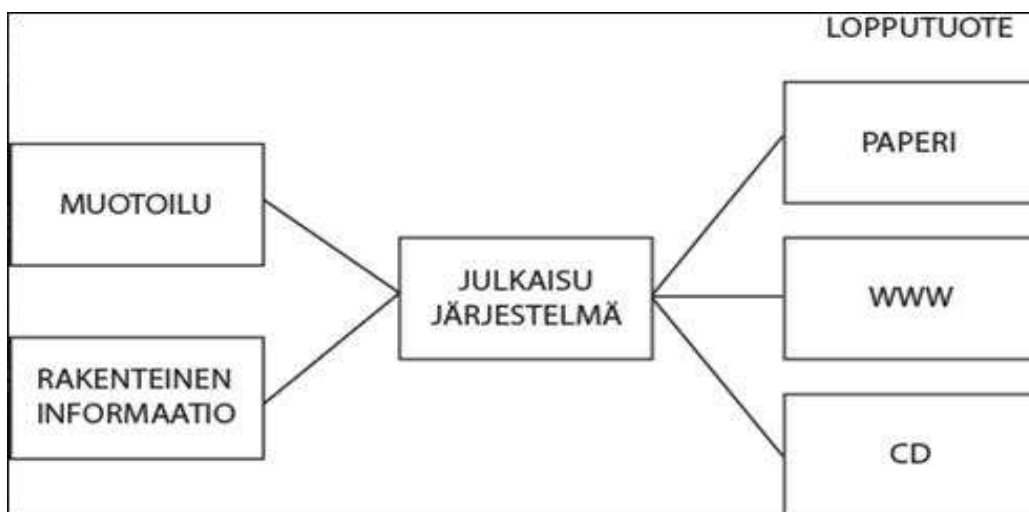 LOPPUTUOTE
MUOTOILU
RAKENTEINEN
INFORMAATIO
JULKAISU
JÄRJESTELMÄ
PAPERI
WWW
CD